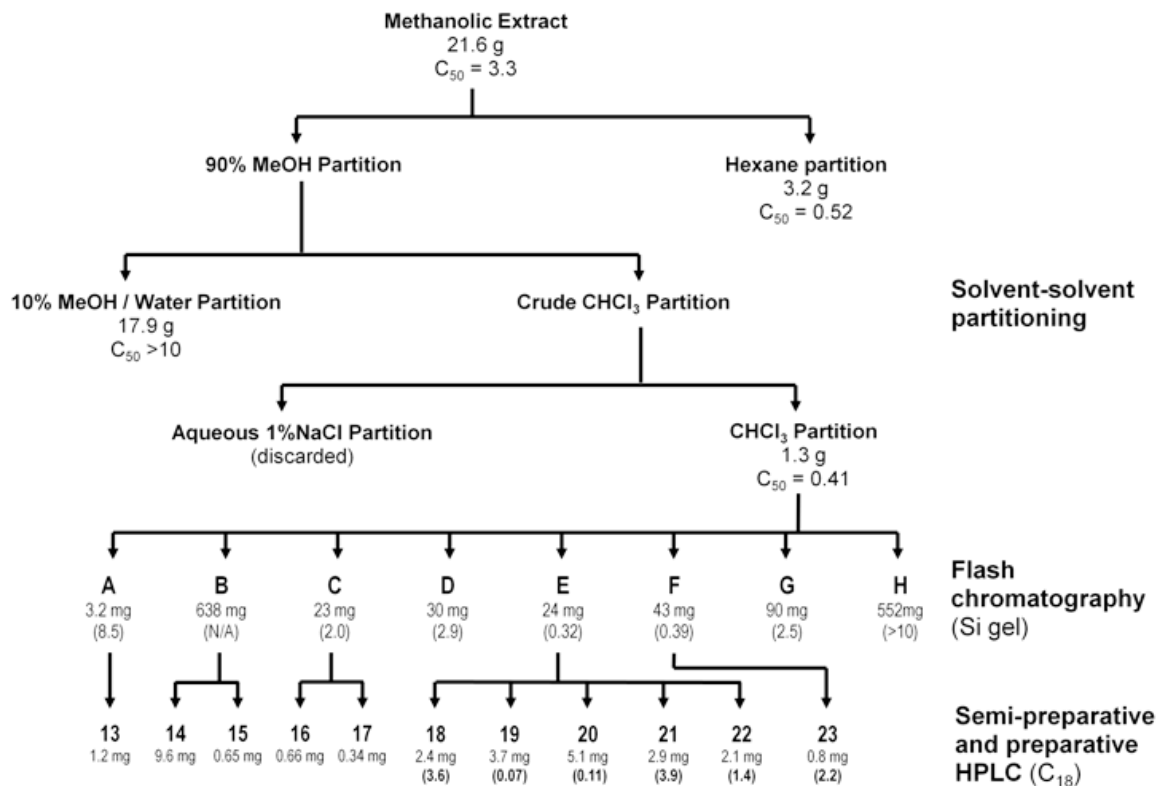 Methanolic Extract
21.6 g
C₅₀ = 3.3
90% MeOH Partition
Hexane partition
3.2 g
C₅₀ = 0.52
10% MeOH / Water Partition
17.9 g
C₅₀ >10
Crude CHCl₃ Partition
Solvent-solvent
partitioning
Aqueous 1%NaCl Partition
(discarded)
CHCl₃ Partition
1.3 g
C₅₀ = 0.41
A B C D E F G H
3.2 mg 638 mg 23 mg 30 mg 24 mg 43 mg 90 mg 552mg
(8.5) (N/A) (2.0) (2.9) (0.32) (0.39) (2.5) (>10)
Flash
chromatography
(Si gel)
13 14 15 16 17 18 19 20 21 22 23
1.2 mg 9.6 mg 0.65 mg 0.66 mg 0.34 mg 2.4 mg 3.7 mg 5.1 mg 2.9 mg 2.1 mg 0.8 mg
(3.6) (0.07) (0.11) (3.9) (1.4) (2.2)
Semi-preparative
and preparative
HPLC (C₁₈)